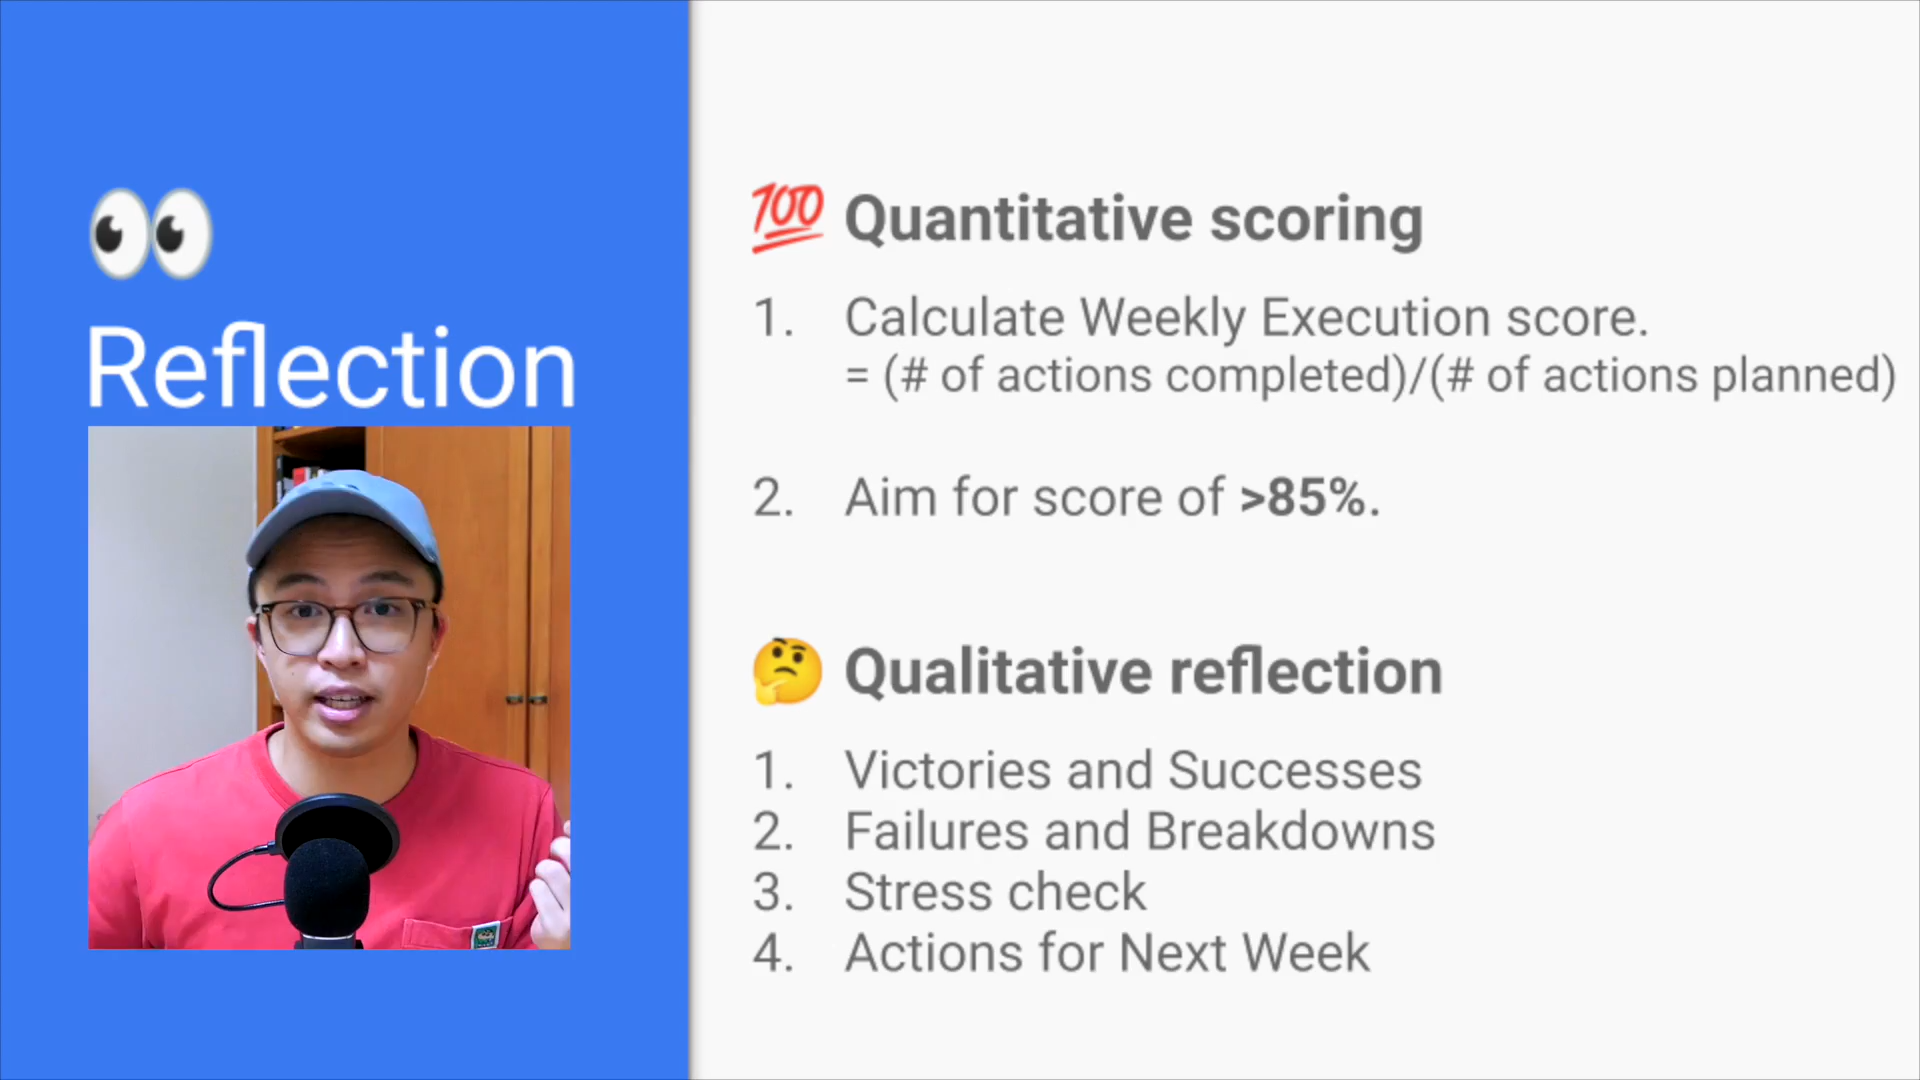 Reflection
💯 Quantitative scoring
1. Calculate Weekly Execution score.
= (# of actions completed)/(# of actions planned)
2. Aim for score of >85%.
🤔 Qualitative reflection
1. Victories and Successes
2. Failures and Breakdowns
3. Stress check
4. Actions for Next Week